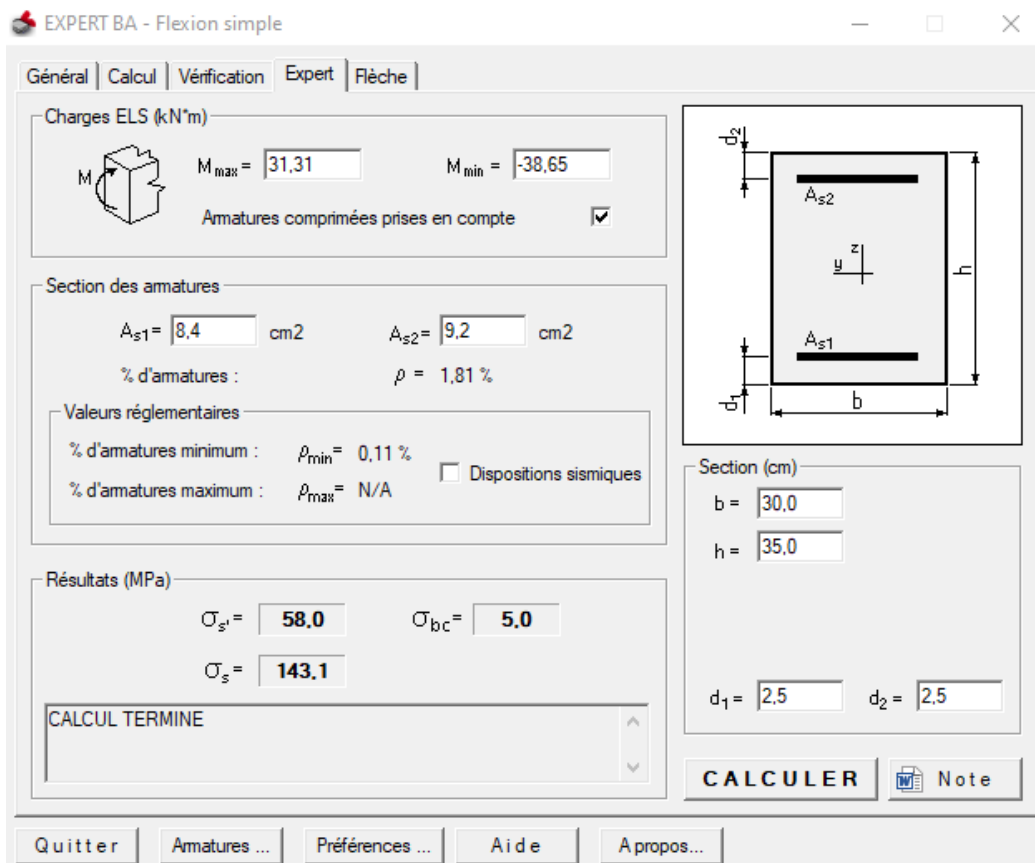 EXPERT BA - Flexion simple
Général Calcul Vérification Expert Flèche
Charges ELS (kN*m)
M
M max = 31,31 M min = -38,65
Armatures comprimées prises en compte
Section des armatures
As1 = 8,4 cm2 As2 = 9,2 cm2
% d'armatures : ρ = 1,81 %
Valeurs réglementaires
% d'armatures minimum : ρmin = 0,11 %
Dispositions sismiques
% d'armatures maximum : ρmax = N/A
Résultats (MPa)
σs' = 58,0 σbc = 5,0
σs = 143,1
CALCUL TERMINE
d2
As2
z
y
h
As1
d1
b
Section (cm)
b = 30,0
h = 35,0
d1 = 2,5 d2 = 2,5
CALCULER W Note
Quitter Armatures ... Préférences ... Aide A propos...